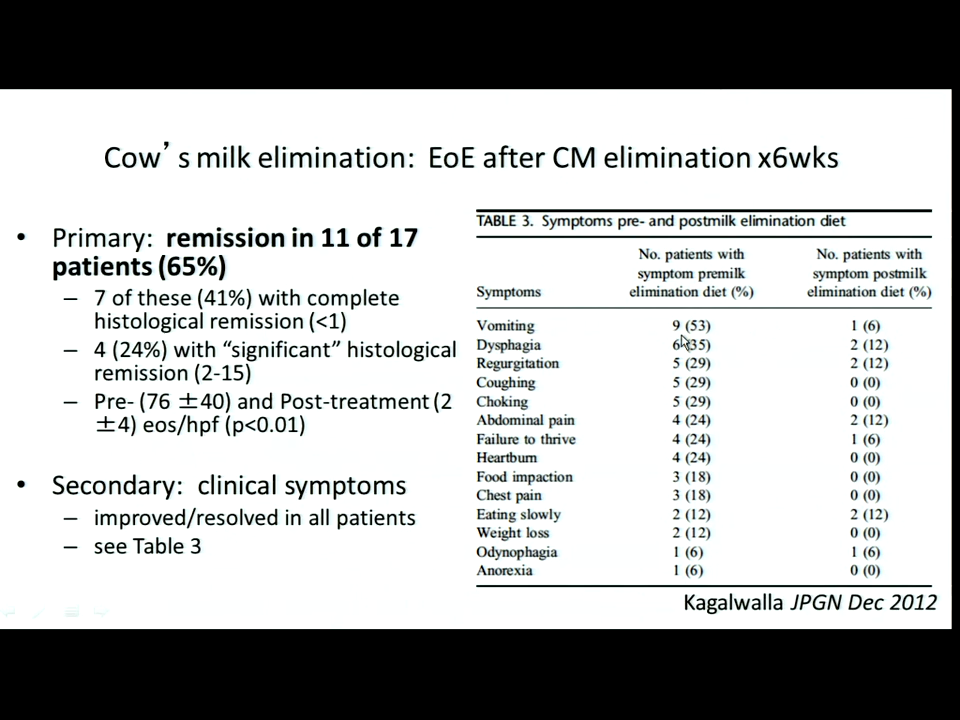 Cow's milk elimination: EoE after CM elimination x6wks
• Primary: remission in 11 of 17
patients (65%)
– 7 of these (41%) with complete
histological remission (<1)
– 4 (24%) with “significant” histological
remission (2-15)
– Pre- (76 ±40) and Post-treatment (2
±4) eos/hpf (p<0.01)
• Secondary: clinical symptoms
– improved/resolved in all patients
– see Table 3
TABLE 3. Symptoms pre- and postmilk elimination diet
Symptoms No. patients with symptom premilk elimination diet (%) No. patients with symptom postmilk elimination diet (%)
Vomiting 9 (53) 1 (6)
Dysphagia 6 (35) 2 (12)
Regurgitation 5 (29) 2 (12)
Coughing 5 (29) 0 (0)
Choking 5 (29) 0 (0)
Abdominal pain 4 (24) 2 (12)
Failure to thrive 4 (24) 1 (6)
Heartburn 4 (24) 0 (0)
Food impaction 3 (18) 0 (0)
Chest pain 3 (18) 0 (0)
Eating slowly 2 (12) 2 (12)
Weight loss 2 (12) 0 (0)
Odynophagia 1 (6) 1 (6)
Anorexia 1 (6) 0 (0)
Kagalwalla JPGN Dec 2012